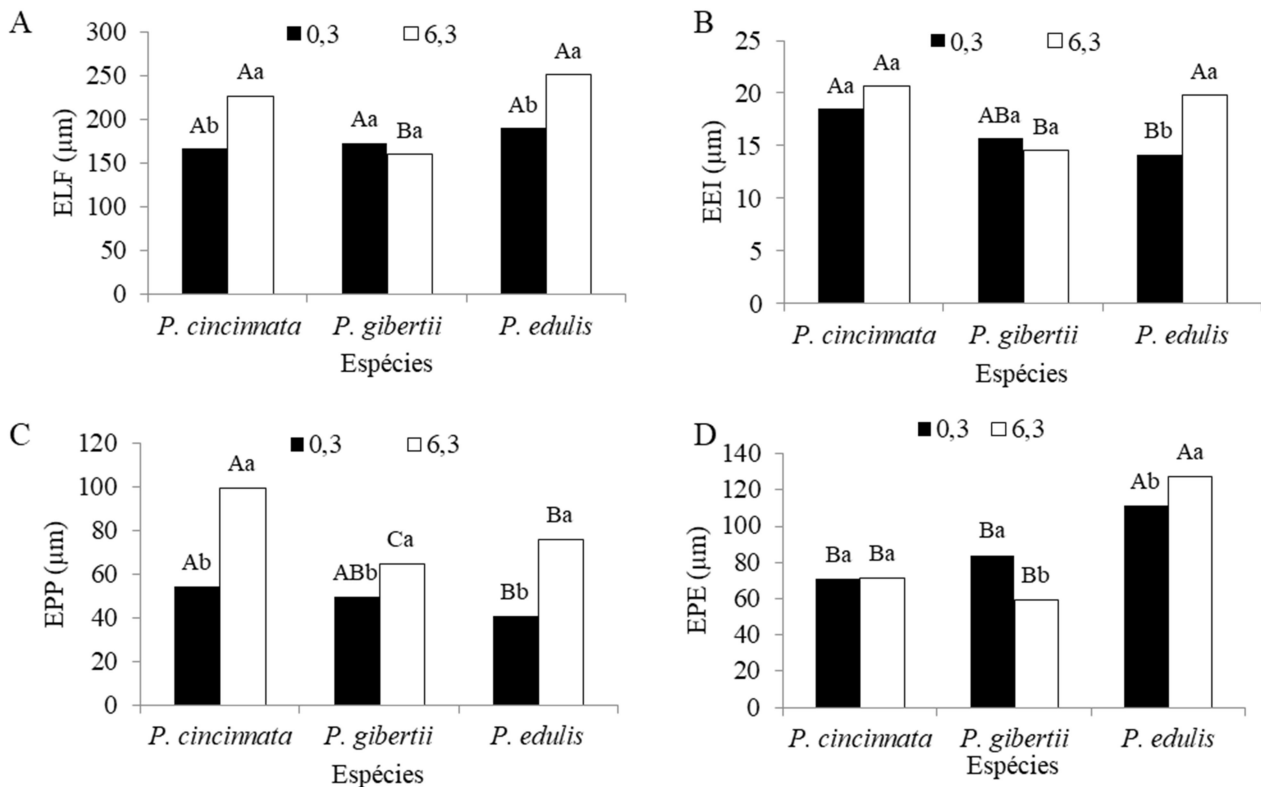 A
ELF (µm)
300
250
200
150
100
50
0
0,3 6,3
Ab Aa Aa Ba Ab Aa
P. cincinnata P. gibertii P. edulis
Espécies
B
EEI (µm)
25
20
15
10
5
0
0,3 6,3
Aa Aa ABa Ba Bb Aa
P. cincinnata P. gibertii P. edulis
Espécies
C
EPP (µm)
120
100
80
60
40
20
0
0,3 6,3
Ab Aa ABb Ca Bb Ba
P. cincinnata P. gibertii P. edulis
Espécies
D
EPE (µm)
140
120
100
80
60
40
20
0
0,3 6,3
Ba Ba Ba Bb Ab Aa
P. cincinnata P. gibertii P. edulis
Espécies